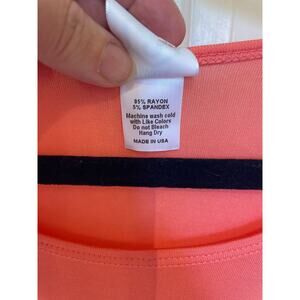 95% RAYON
5% SPANDEX
Machine wash cold
with Like Colors
Do not Bleach
Hang Dry
MADE IN USA